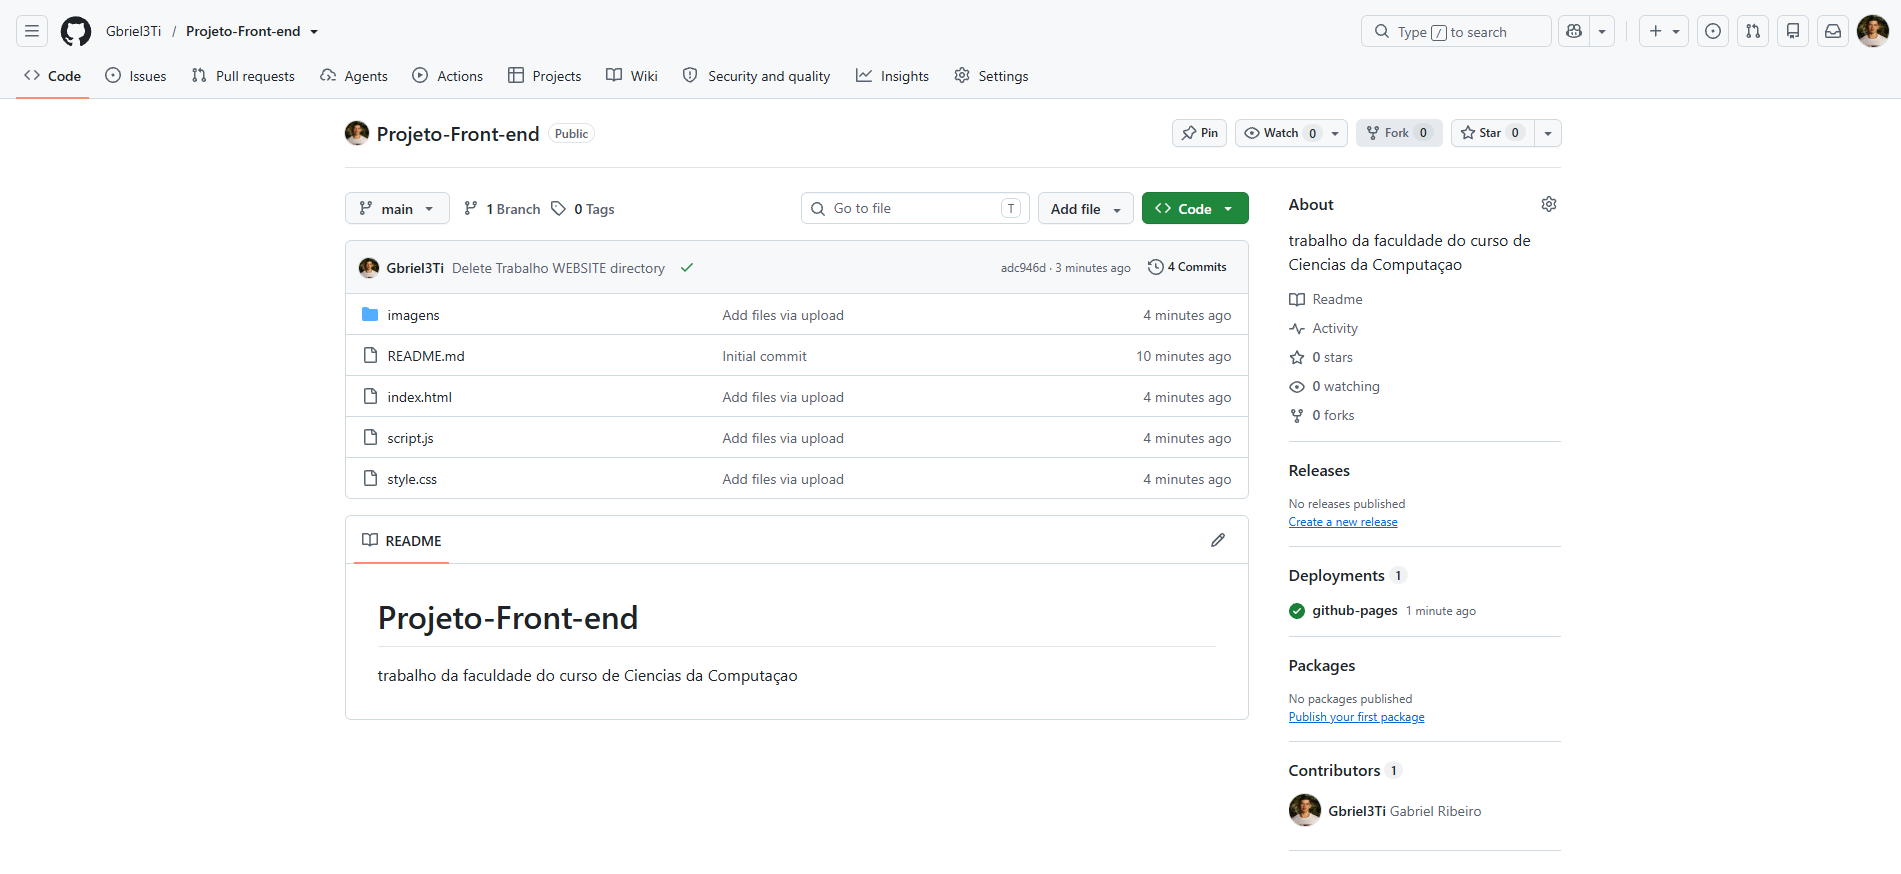 Gbriel3Ti / Projeto-Front-end
Type / to search
Code Issues Pull requests Agents Actions Projects Wiki Security and quality Insights Settings
Projeto-Front-end Public
Pin Watch 0 Fork 0 Star 0
main 1 Branch 0 Tags
Go to file T Add file Code
Gbriel3Ti Delete Trabalho WEBSITE directory adc946d · 3 minutes ago 4 Commits
imagens Add files via upload 4 minutes ago
README.md Initial commit 10 minutes ago
index.html Add files via upload 4 minutes ago
script.js Add files via upload 4 minutes ago
style.css Add files via upload 4 minutes ago
README
Projeto-Front-end
trabalho da faculdade do curso de Ciencias da Computaçao
About
trabalho da faculdade do curso de
Ciencias da Computaçao
Readme
Activity
0 stars
0 watching
0 forks
Releases
No releases published
Create a new release
Deployments 1
github-pages 1 minute ago
Packages
No packages published
Publish your first package
Contributors 1
Gbriel3Ti Gabriel Ribeiro